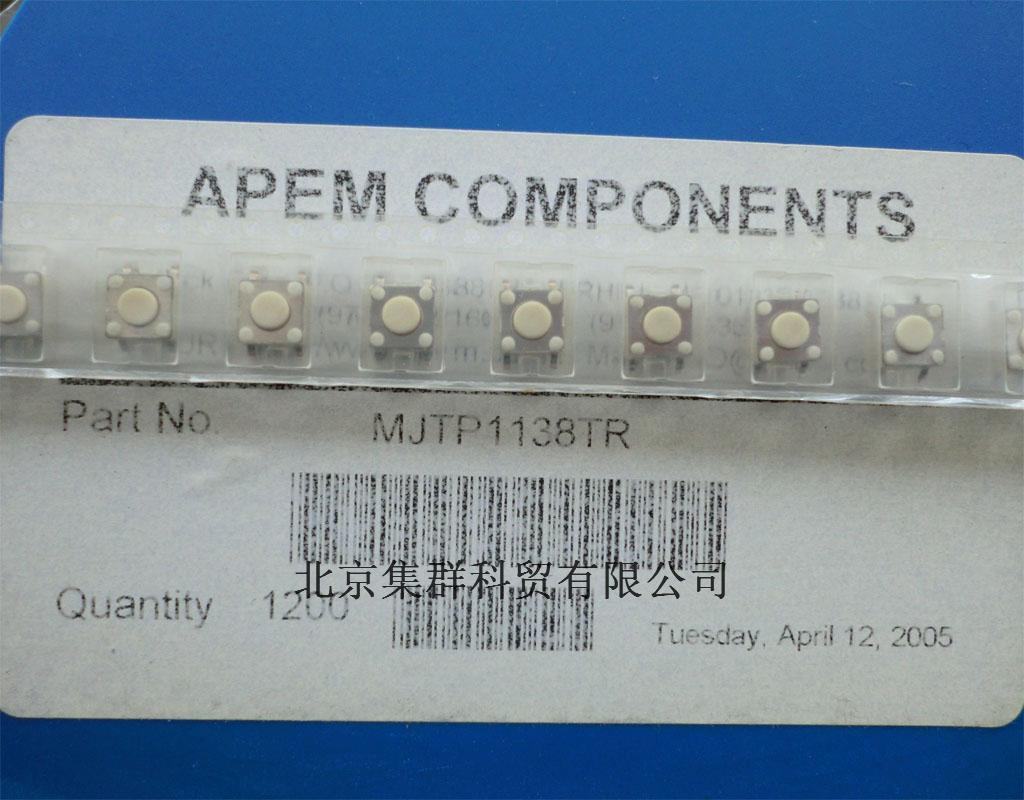 APEM COMPONENTS
Part No.
MJTP1138TR
北京集群科贸有限公司
Quantity 1200
Tuesday, April 12, 2005